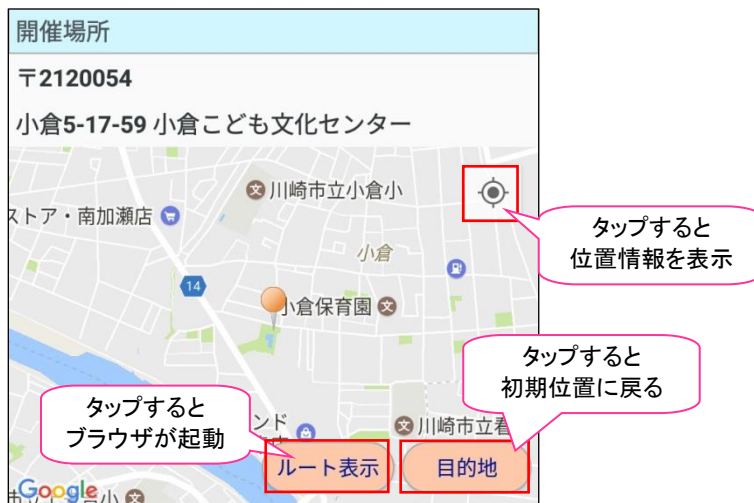 開催場所
〒2120054
小倉5-17-59 小倉こども文化センター
川崎市立小倉小
ストア・南加瀬店
タップすると
位置情報を表示
小倉
14
小倉保育園
タップすると
初期位置に戻る
タップすると
ブラウザが起動
ンド
川崎市立看
ルート表示
目的地
Google
小